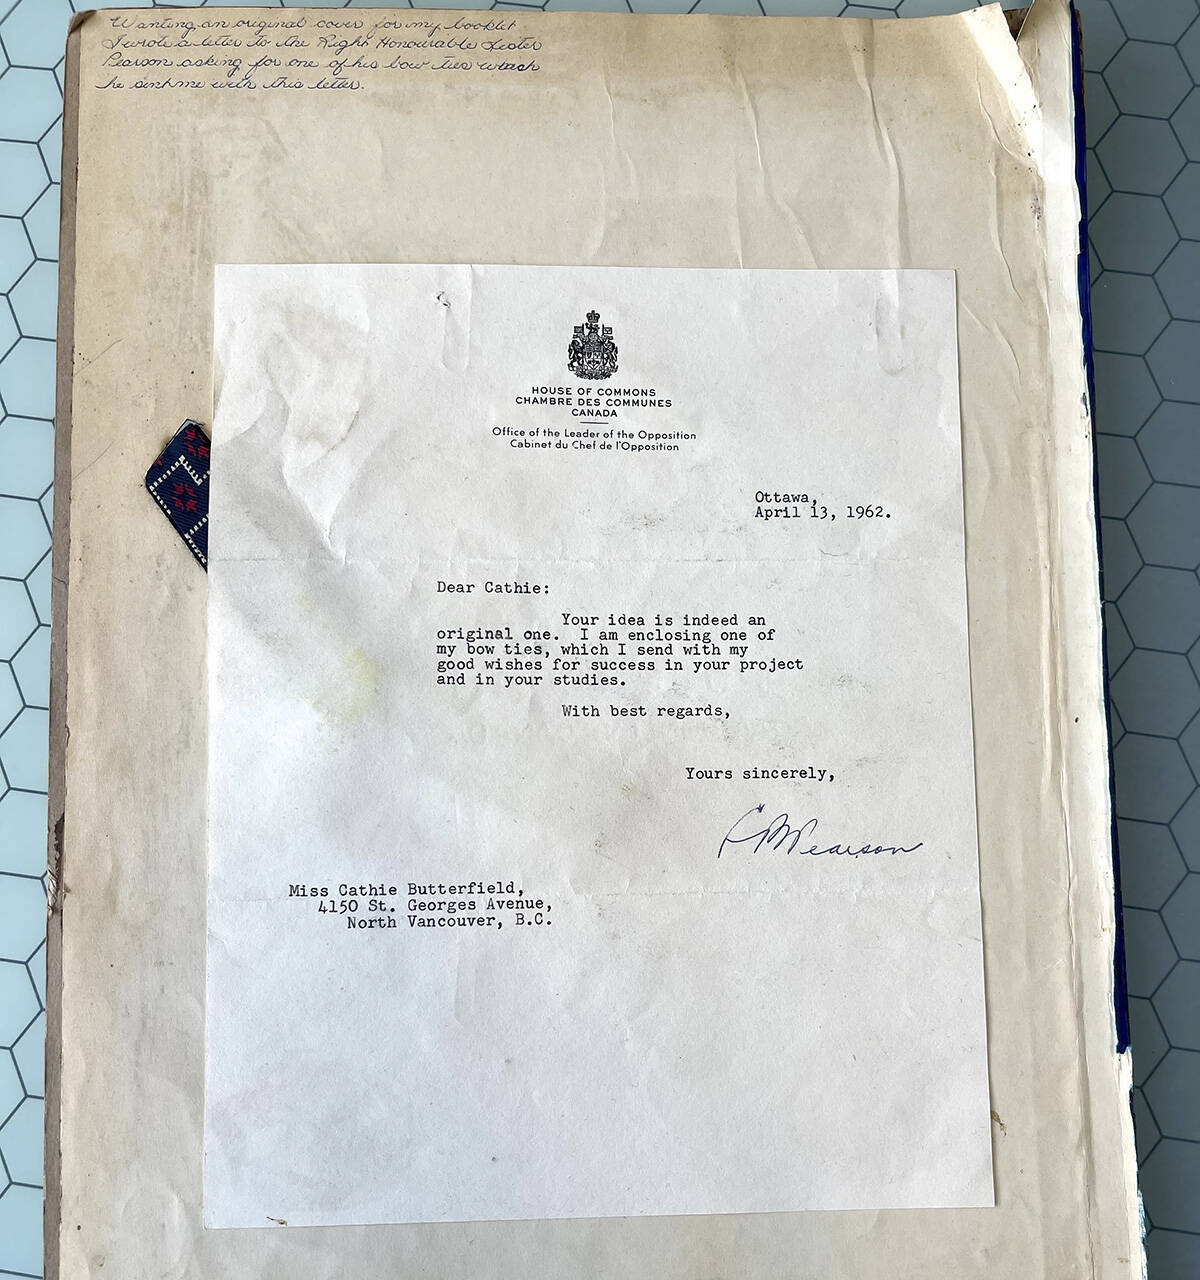 Wanting an original cover for my booklet
I wrote a letter to the Right Honourable Lester
Pearson asking for one of his bow ties which
he sent me with this letter.
HOUSE OF COMMONS
CHAMBRE DES COMMUNES
CANADA
Office of the Leader of the Opposition
Cabinet du Chef de l'Opposition
Ottawa,
April 13, 1962.
Dear Cathie:
Your idea is indeed an
original one. I am enclosing one of
my bow ties, which I send with my
good wishes for success in your project
and in your studies.
With best regards,
Yours sincerely,
L B Pearson
Miss Cathie Butterfield,
4150 St. Georges Avenue,
North Vancouver, B.C.